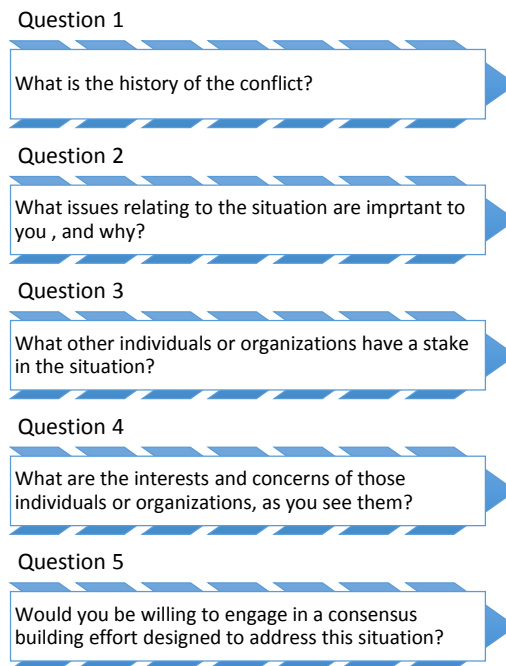 Question 1
What is the history of the conflict?
Question 2
What issues relating to the situation are imprtant to
you , and why?
Question 3
What other individuals or organizations have a stake
in the situation?
Question 4
What are the interests and concerns of those
individuals or organizations, as you see them?
Question 5
Would you be willing to engage in a consensus
building effort designed to address this situation?